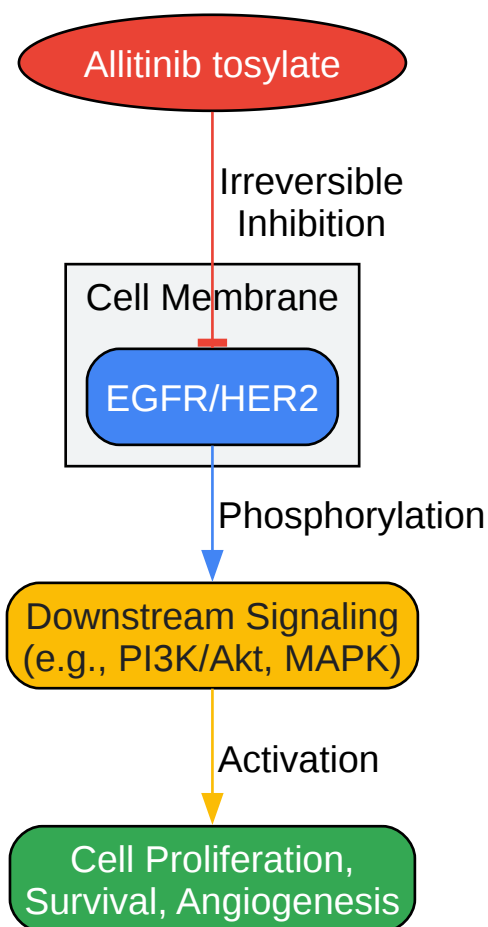 Allitinib tosylate
Irreversible
Inhibition
Cell Membrane
EGFR/HER2
Phosphorylation
Downstream Signaling
(e.g., PI3K/Akt, MAPK)
Activation
Cell Proliferation,
Survival, Angiogenesis